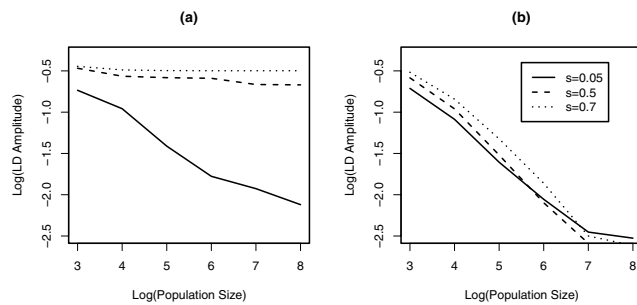 (a)
Log(LD Amplitude)
−0.5
−1.0
−1.5
−2.0
−2.5
3 4 5 6 7 8
Log(Population Size)
(b)
Log(LD Amplitude)
−0.5
−1.0
−1.5
−2.0
−2.5
s=0.05
s=0.5
s=0.7
3 4 5 6 7 8
Log(Population Size)